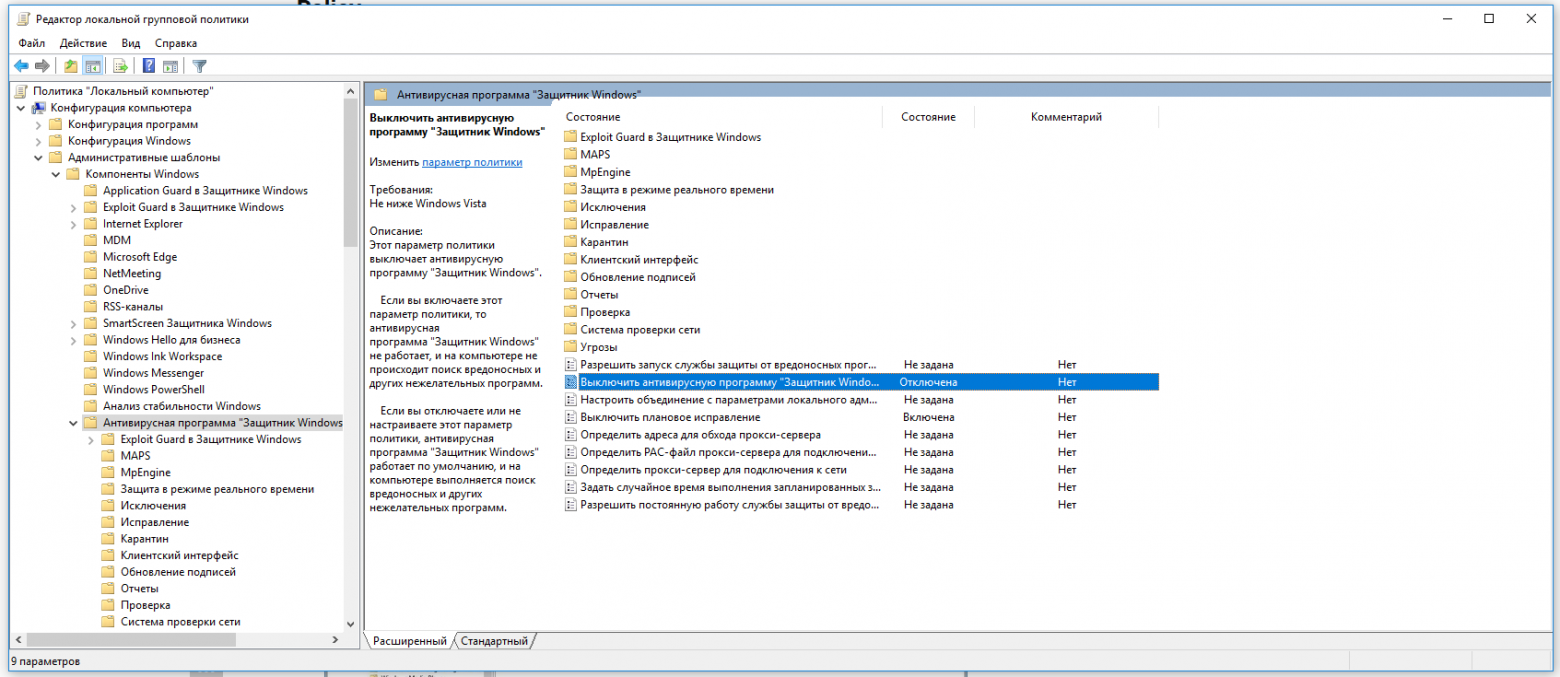 Policy
Редактор локальной групповой политики
Файл Действие Вид Справка
Политика "Локальный компьютер"
Конфигурация компьютера
Конфигурация программ
Конфигурация Windows
Административные шаблоны
Компоненты Windows
Application Guard в Защитнике Windows
Exploit Guard в Защитнике Windows
Internet Explorer
MDM
Microsoft Edge
NetMeeting
OneDrive
RSS-каналы
SmartScreen Защитника Windows
Windows Hello для бизнеса
Windows Ink Workspace
Windows Messenger
Windows PowerShell
Анализ стабильности Windows
Антивирусная программа "Защитник Windows
Exploit Guard в Защитнике Windows
MAPS
MpEngine
Защита в режиме реального времени
Исключения
Исправление
Карантин
Клиентский интерфейс
Обновление подписей
Отчеты
Проверка
Система проверки сети
Антивирусная программа "Защитник Windows"
Выключить антивирусную
программу "Защитник Windows"
Изменить параметр политики
Требования:
Не ниже Windows Vista
Описание:
Этот параметр политики
выключает антивирусную
программу "Защитник Windows".
Если вы включаете этот
параметр политики, то
антивирусная
программа "Защитник Windows"
не работает, и на компьютере не
происходит поиск вредоносных и
других нежелательных программ.
Если вы отключаете или не
настраиваете этот параметр
политики, антивирусная
программа "Защитник Windows"
работает по умолчанию, и на
компьютере выполняется поиск
вредоносных и других
нежелательных программ.
Состояние Состояние Комментарий
Exploit Guard в Защитнике Windows
MAPS
MpEngine
Защита в режиме реального времени
Исключения
Исправление
Карантин
Клиентский интерфейс
Обновление подписей
Отчеты
Проверка
Система проверки сети
Угрозы
Разрешить запуск службы защиты от вредоносных прог... Не задана Нет
Выключить антивирусную программу "Защитник Windo... Отключена Нет
Настроить объединение с параметрами локального адм... Не задана Нет
Выключить плановое исправление Включена Нет
Определить адреса для обхода прокси-сервера Не задана Нет
Определить PAC-файл прокси-сервера для подключени... Не задана Нет
Определить прокси-сервер для подключения к сети Не задана Нет
Задать случайное время выполнения запланированных з... Не задана Нет
Разрешить постоянную работу службы защиты от вредо... Не задана Нет
Расширенный Стандартный
9 параметров